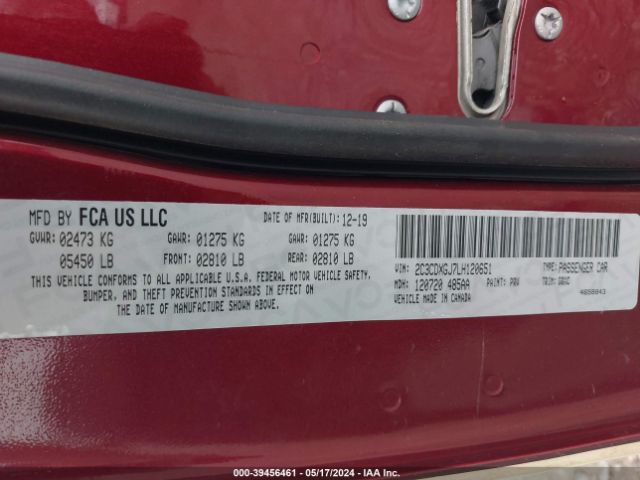 MFD BY FCA US LLC
DATE OF MFR(BUILT): 12-19
GVWR: 02473 KG
GAWR: 01275 KG
GAWR: 01275 KG
05450 LB
FRONT: 02810 LB
REAR: 02810 LB
THIS VEHICLE CONFORMS TO ALL APPLICABLE U.S.A. FEDERAL MOTOR VEHICLE SAFETY,
BUMPER, AND THEFT PREVENTION STANDARDS IN EFFECT ON
THE DATE OF MANUFACTURE SHOWN ABOVE.
VIN: 2C3CDXGJ7LH120651
TYPE: PASSENGER CAR
MDH: 120720 485AA
PAINT: PRV
TRIM:
VEHICLE MADE IN CANADA
000-39456461 - 05/17/2024 - IAA Inc.